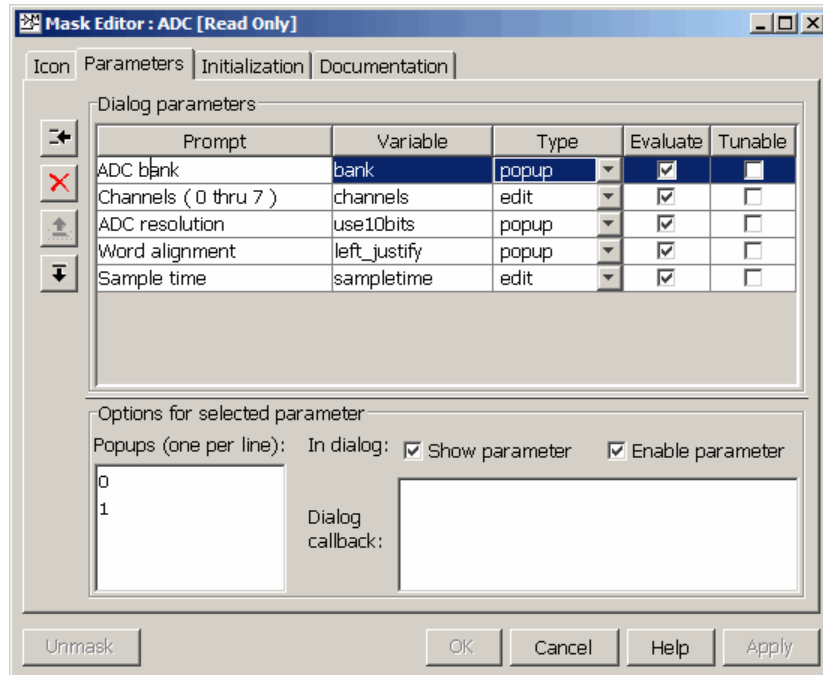 Mask Editor : ADC [Read Only]
Icon Parameters Initialization Documentation
Dialog parameters
Prompt Variable Type Evaluate Tunable
ADC bank bank popup
Channels ( 0 thru 7 ) channels edit
ADC resolution use10bits popup
Word alignment left_justify popup
Sample time sampletime edit
Options for selected parameter
Popups (one per line): In dialog: Show parameter Enable parameter
0
1
Dialog
callback:
Unmask OK Cancel Help Apply